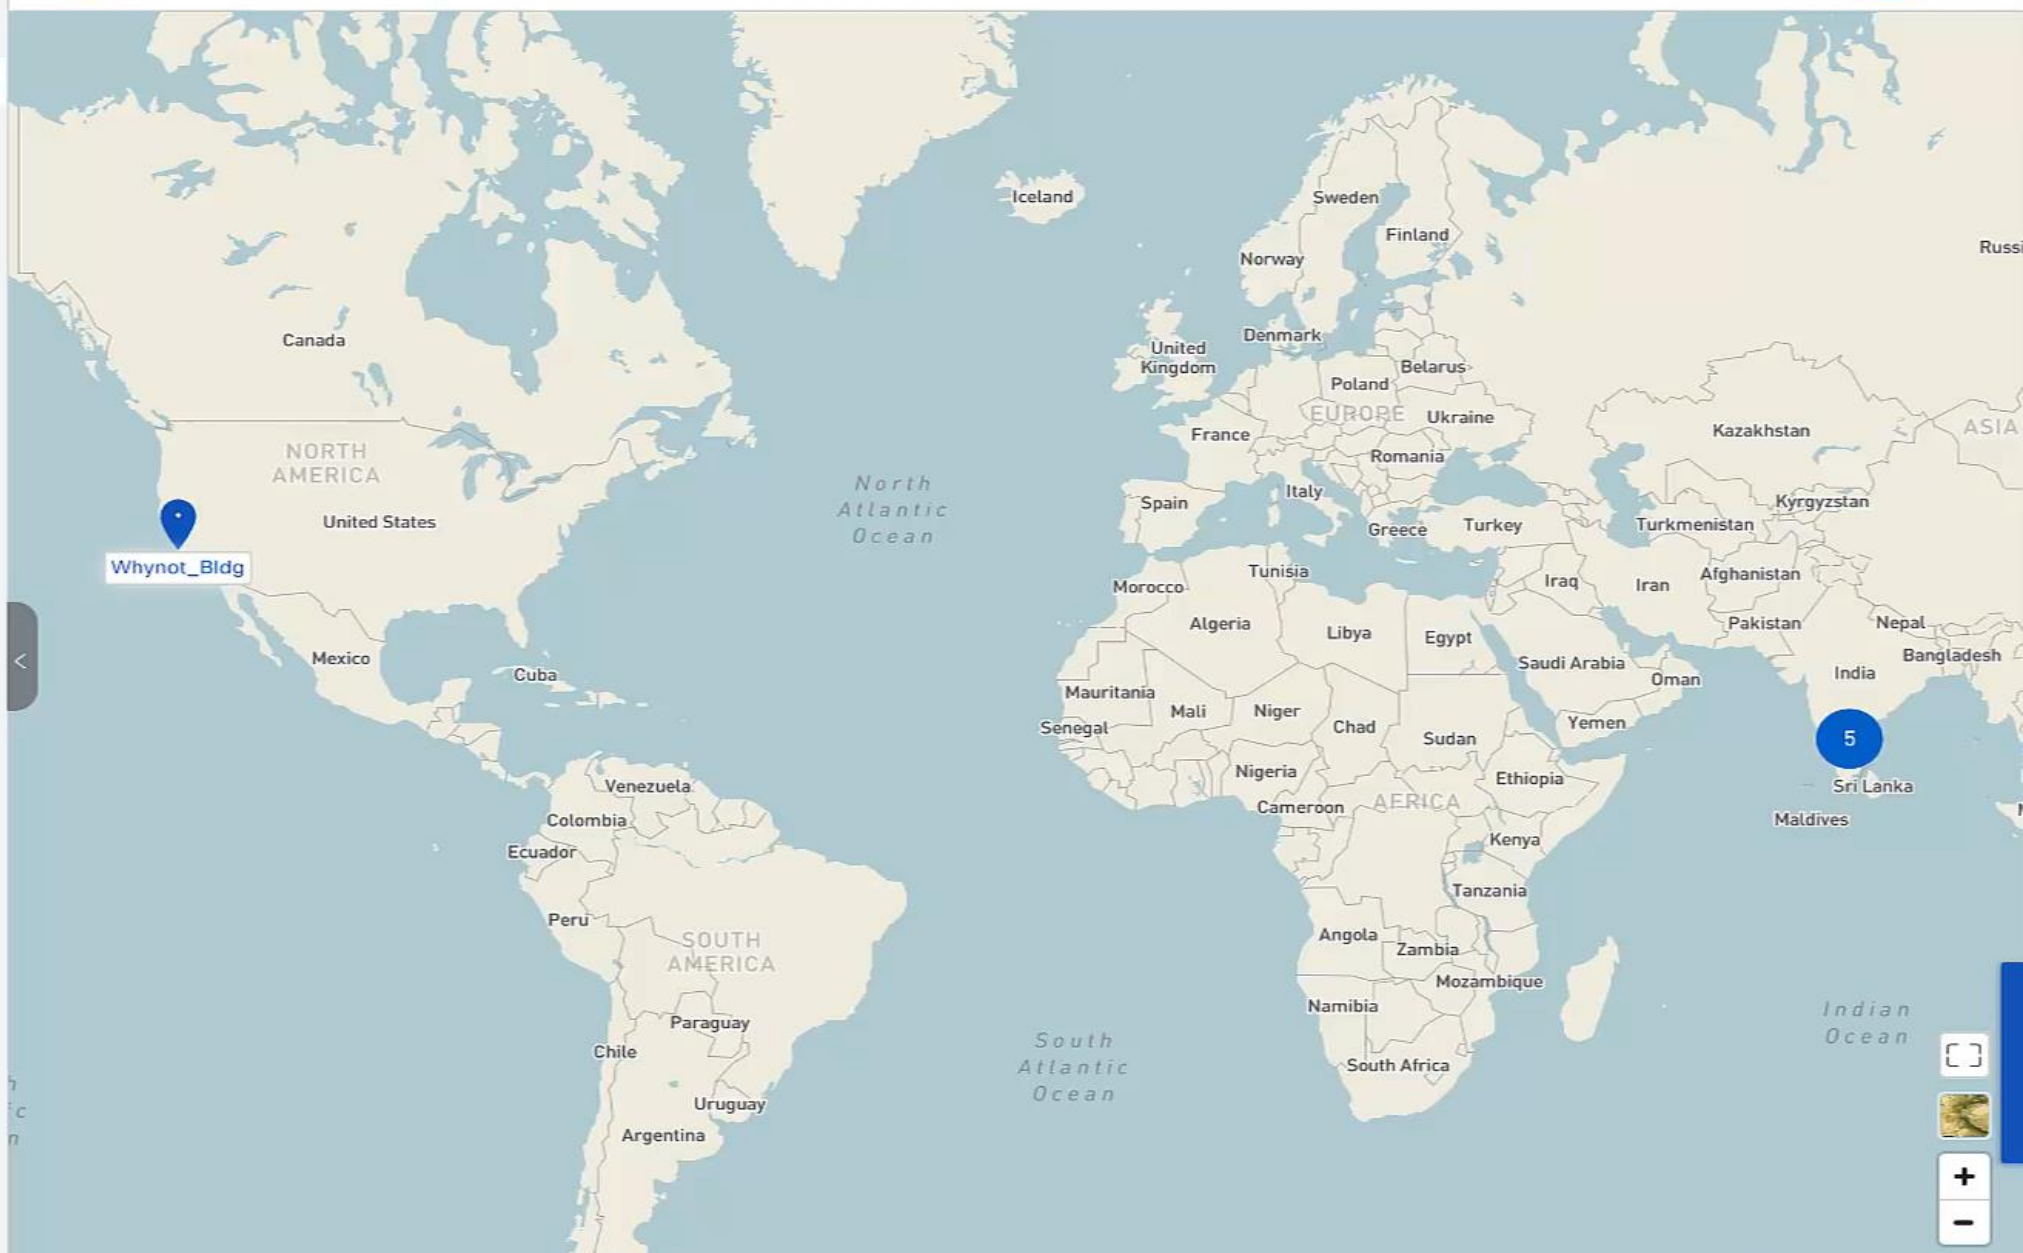 Iceland
Sweden
Finland
Norway
Russi
Canada
Denmark
United
Kingdom
Belarus
Poland
EUROPE
Ukraine
France
Kazakhstan
ASIA
NORTH
AMERICA
Romania
North
Atlantic
Ocean
Italy
Spain
Kyrgyzstan
United States
Greece
Turkey
Turkmenistan
Whynot_Bldg
Tunisia
Morocco
Iraq
Iran
Afghanistan
Algeria
Libya
Egypt
Pakistan
Nepal
Mexico
Cuba
Saudi Arabia
Oman
India
Bangladesh
<
Mauritania
Mali
Niger
Senegal
Chad
Sudan
Yemen
5
Venezuela
Nigeria
Ethiopia
Sri Lanka
Colombia
Cameroon
AFRICA
Maldives
Ecuador
Kenya
Tanzania
Peru
SOUTH
AMERICA
Angola
Zambia
Mozambique
Namibia
Indian
Ocean
Paraguay
Chile
South
Atlantic
Ocean
South Africa
Uruguay
Argentina
h
c
n
+
−